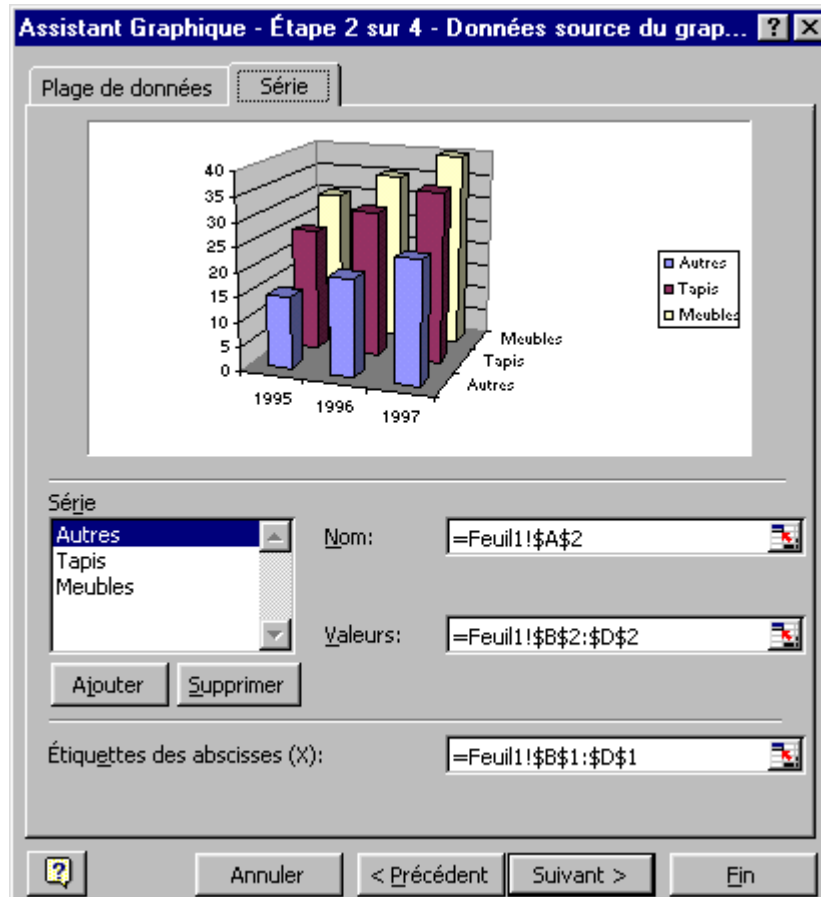 Assistant Graphique - Étape 2 sur 4 - Données source du grap...
Plage de données
Série
40
35
30
25
20
15
10
5
0
1995
1996
1997
Meubles
Tapis
Autres
Autres
Tapis
Meubles
Série
Autres
Tapis
Meubles
Nom:
=Feuil1!$A$2
Valeurs:
=Feuil1!$B$2:$D$2
Ajouter
Supprimer
Étiquettes des abscisses (X):
=Feuil1!$B$1:$D$1
Annuler
< Précédent
Suivant >
Fin